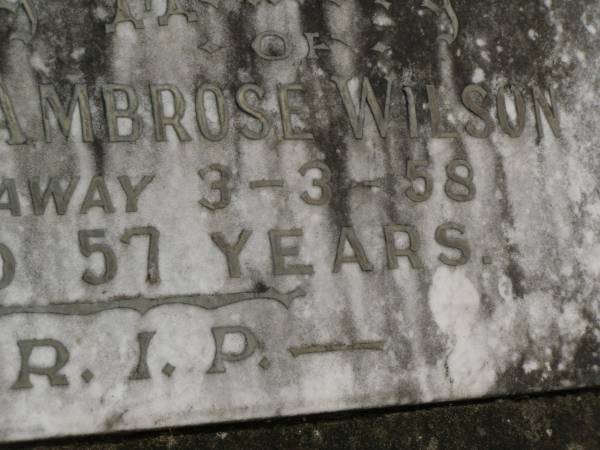 OF
AMBROSE WILSON
AWAY 3-3-58
57 YEARS.
R.I.P.—